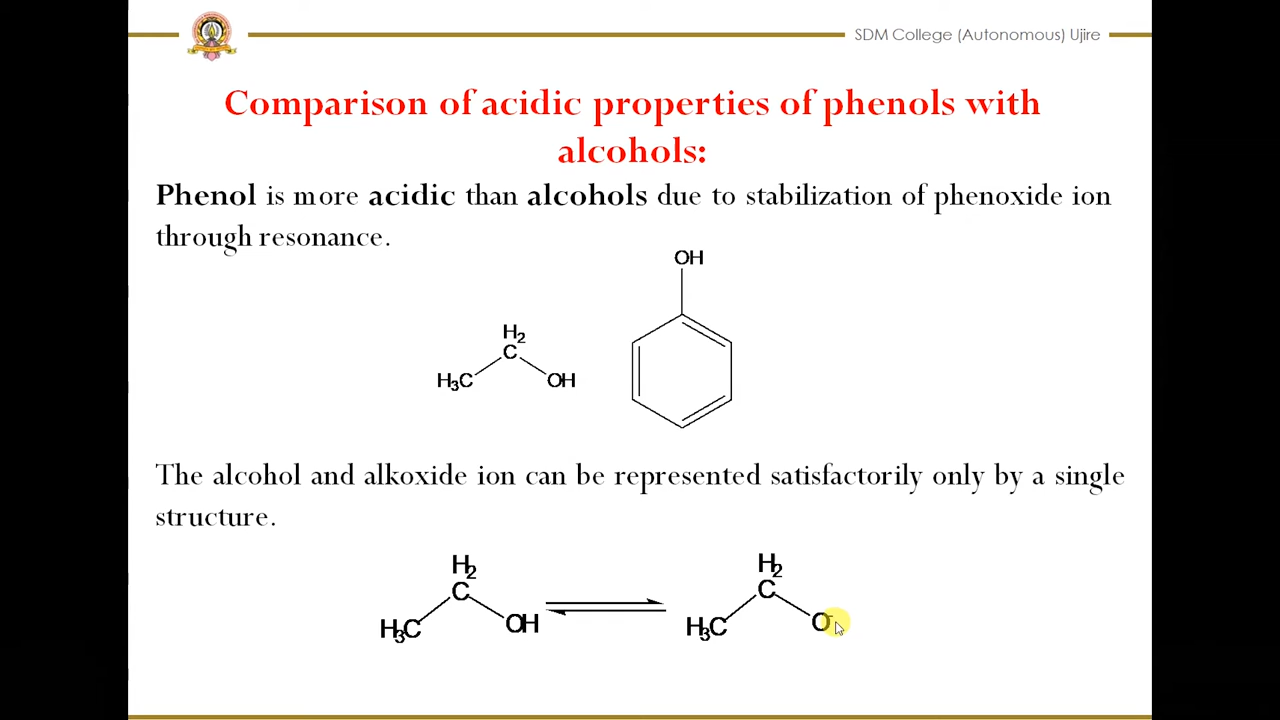 SDM College (Autonomous) Ujire
Comparison of acidic properties of phenols with
alcohols:
Phenol is more acidic than alcohols due to stabilization of phenoxide ion
through resonance.
OH
H2
C
H3C OH
The alcohol and alkoxide ion can be represented satisfactorily only by a single
structure.
H2 H2
C C
H3C OH H3C O-